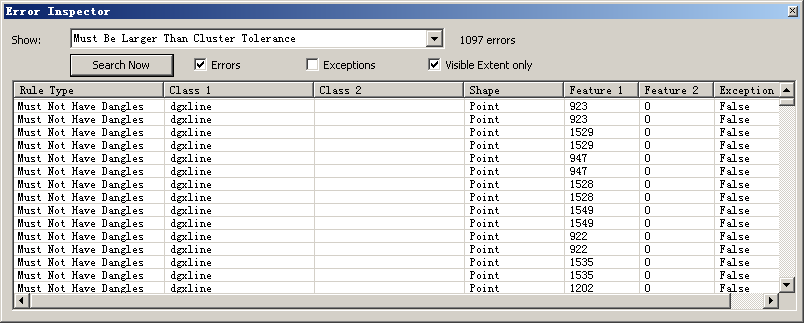 Error Inspector
Show: Must Be Larger Than Cluster Tolerance 1097 errors
Search Now Errors Exceptions Visible Extent only
Rule Type Class 1 Class 2 Shape Feature 1 Feature 2 Exception
Must Not Have Dangles dgxline Point 923 0 False
Must Not Have Dangles dgxline Point 923 0 False
Must Not Have Dangles dgxline Point 1529 0 False
Must Not Have Dangles dgxline Point 1529 0 False
Must Not Have Dangles dgxline Point 947 0 False
Must Not Have Dangles dgxline Point 947 0 False
Must Not Have Dangles dgxline Point 1528 0 False
Must Not Have Dangles dgxline Point 1528 0 False
Must Not Have Dangles dgxline Point 1549 0 False
Must Not Have Dangles dgxline Point 1549 0 False
Must Not Have Dangles dgxline Point 922 0 False
Must Not Have Dangles dgxline Point 922 0 False
Must Not Have Dangles dgxline Point 1535 0 False
Must Not Have Dangles dgxline Point 1535 0 False
Must Not Have Dangles dgxline Point 1202 0 False